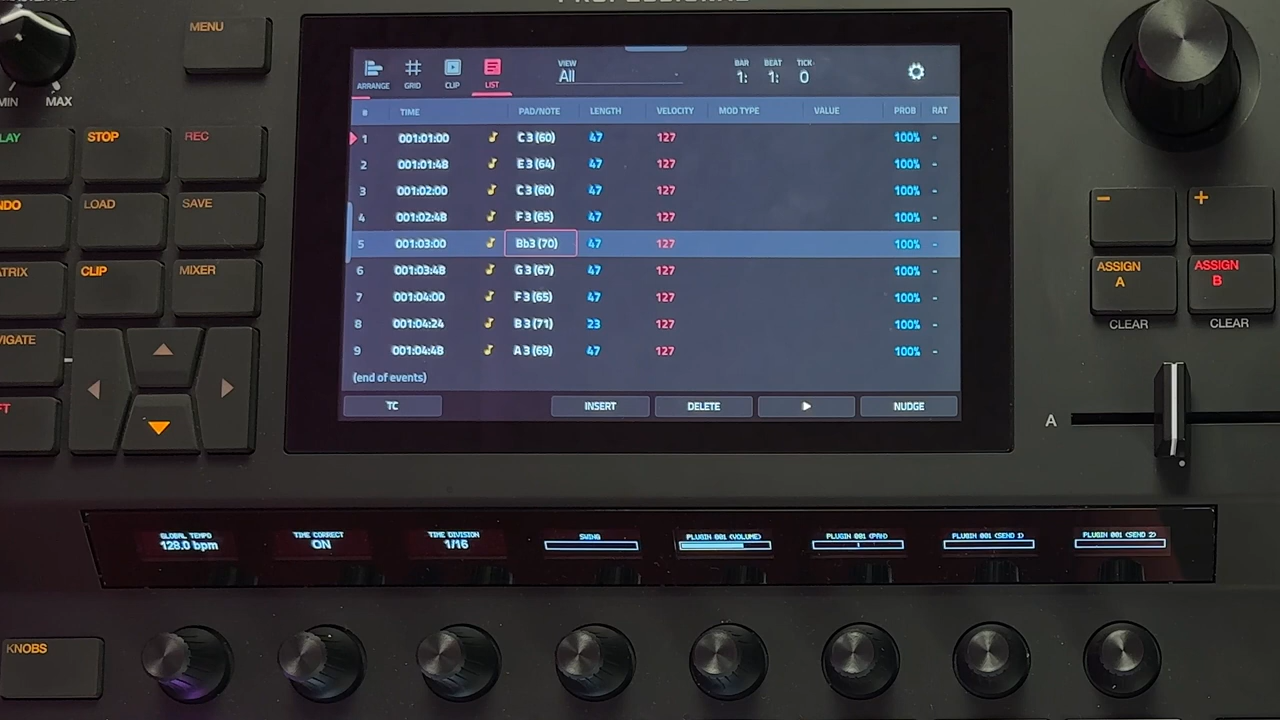 MENU
MIN MAX
LAY STOP REC
NDO LOAD SAVE
TRIX CLIP MIXER
IGATE
FT
ARRANGE GRID CLIP LIST
VIEW
All
BAR BEAT TICK
1: 1: 0
# TIME PAD/NOTE LENGTH VELOCITY MOD TYPE VALUE PROB RAT
1 001:01:00 C3 (60) 47 127 100% -
2 001:01:48 E3 (64) 47 127 100% -
3 001:02:00 C3 (60) 47 127 100% -
4 001:02:48 F3 (65) 47 127 100% -
5 001:03:00 Bb3 (70) 47 127 100% -
6 001:03:48 G3 (67) 47 127 100% -
7 001:04:00 F3 (65) 47 127 100% -
8 001:04:24 B3 (71) 23 127 100% -
9 001:04:48 A3 (69) 47 127 100% -
(end of events)
TC INSERT DELETE NUDGE
− +
ASSIGN A ASSIGN B
CLEAR CLEAR
A
GLOBAL TEMPO TIME CORRECT TIME DIVISION SWING PLUGIN 001 (VOLUME) PLUGIN 001 (PAN) PLUGIN 001 (SEND 1) PLUGIN 001 (SEND 2)
128.0 bpm ON 1/16
KNOBS